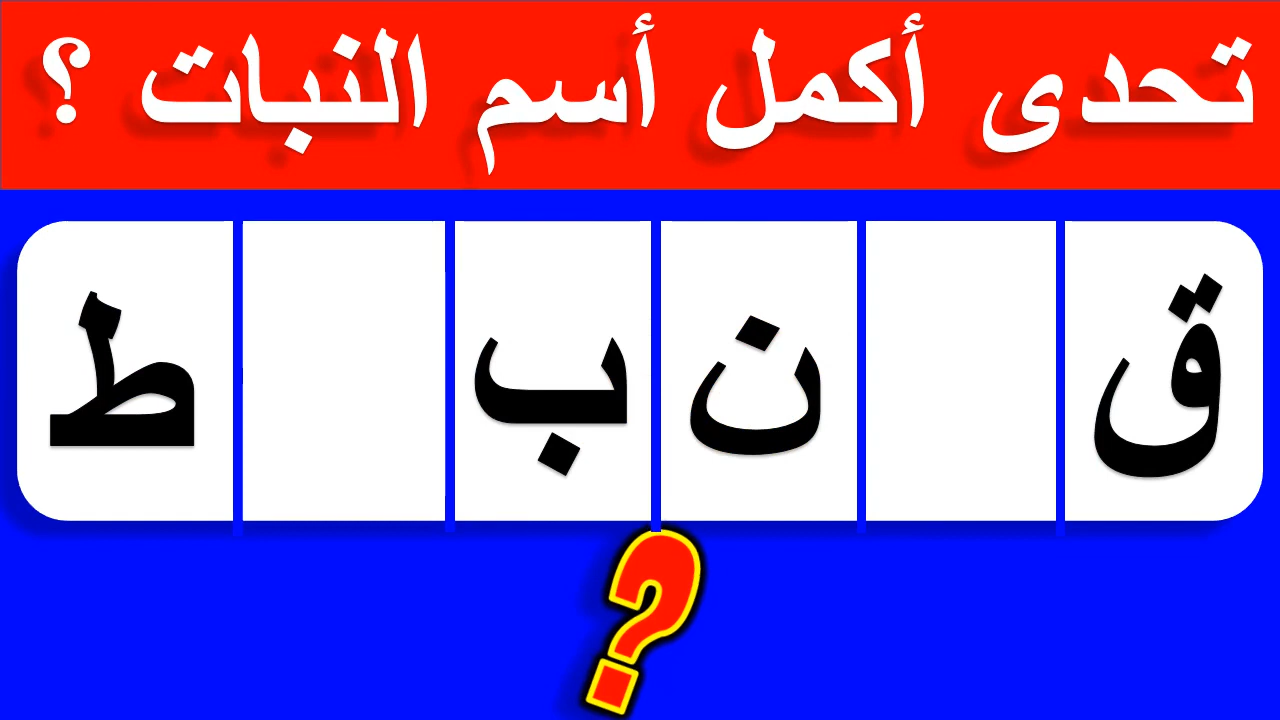 تحدى أكمل أسم النبات ؟
ق ن ب ط
?